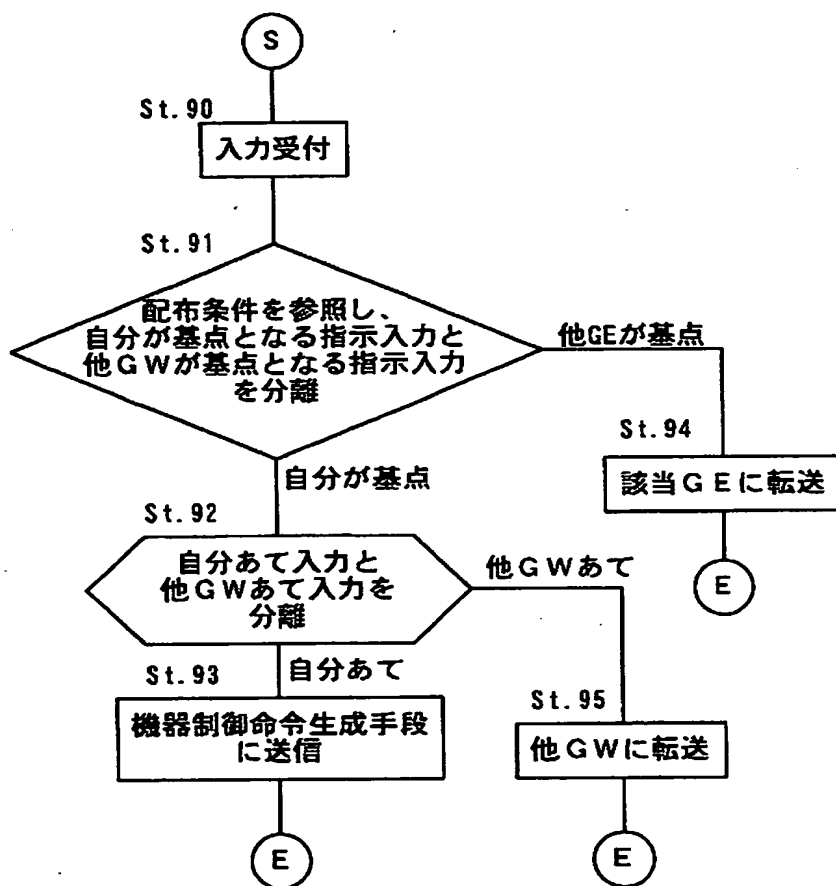 S
St.90
入力受付
St.91
配布条件を参照し、
自分が基点となる指示入力と
他GWが基点となる指示入力
を分離
他GEが基点
St.94
該当GEに転送
E
自分が基点
St.92
自分あて入力と
他GWあて入力を
分離
他GWあて
St.93
自分あて
機器制御命令生成手段
に送信
St.95
他GWに転送
E
E